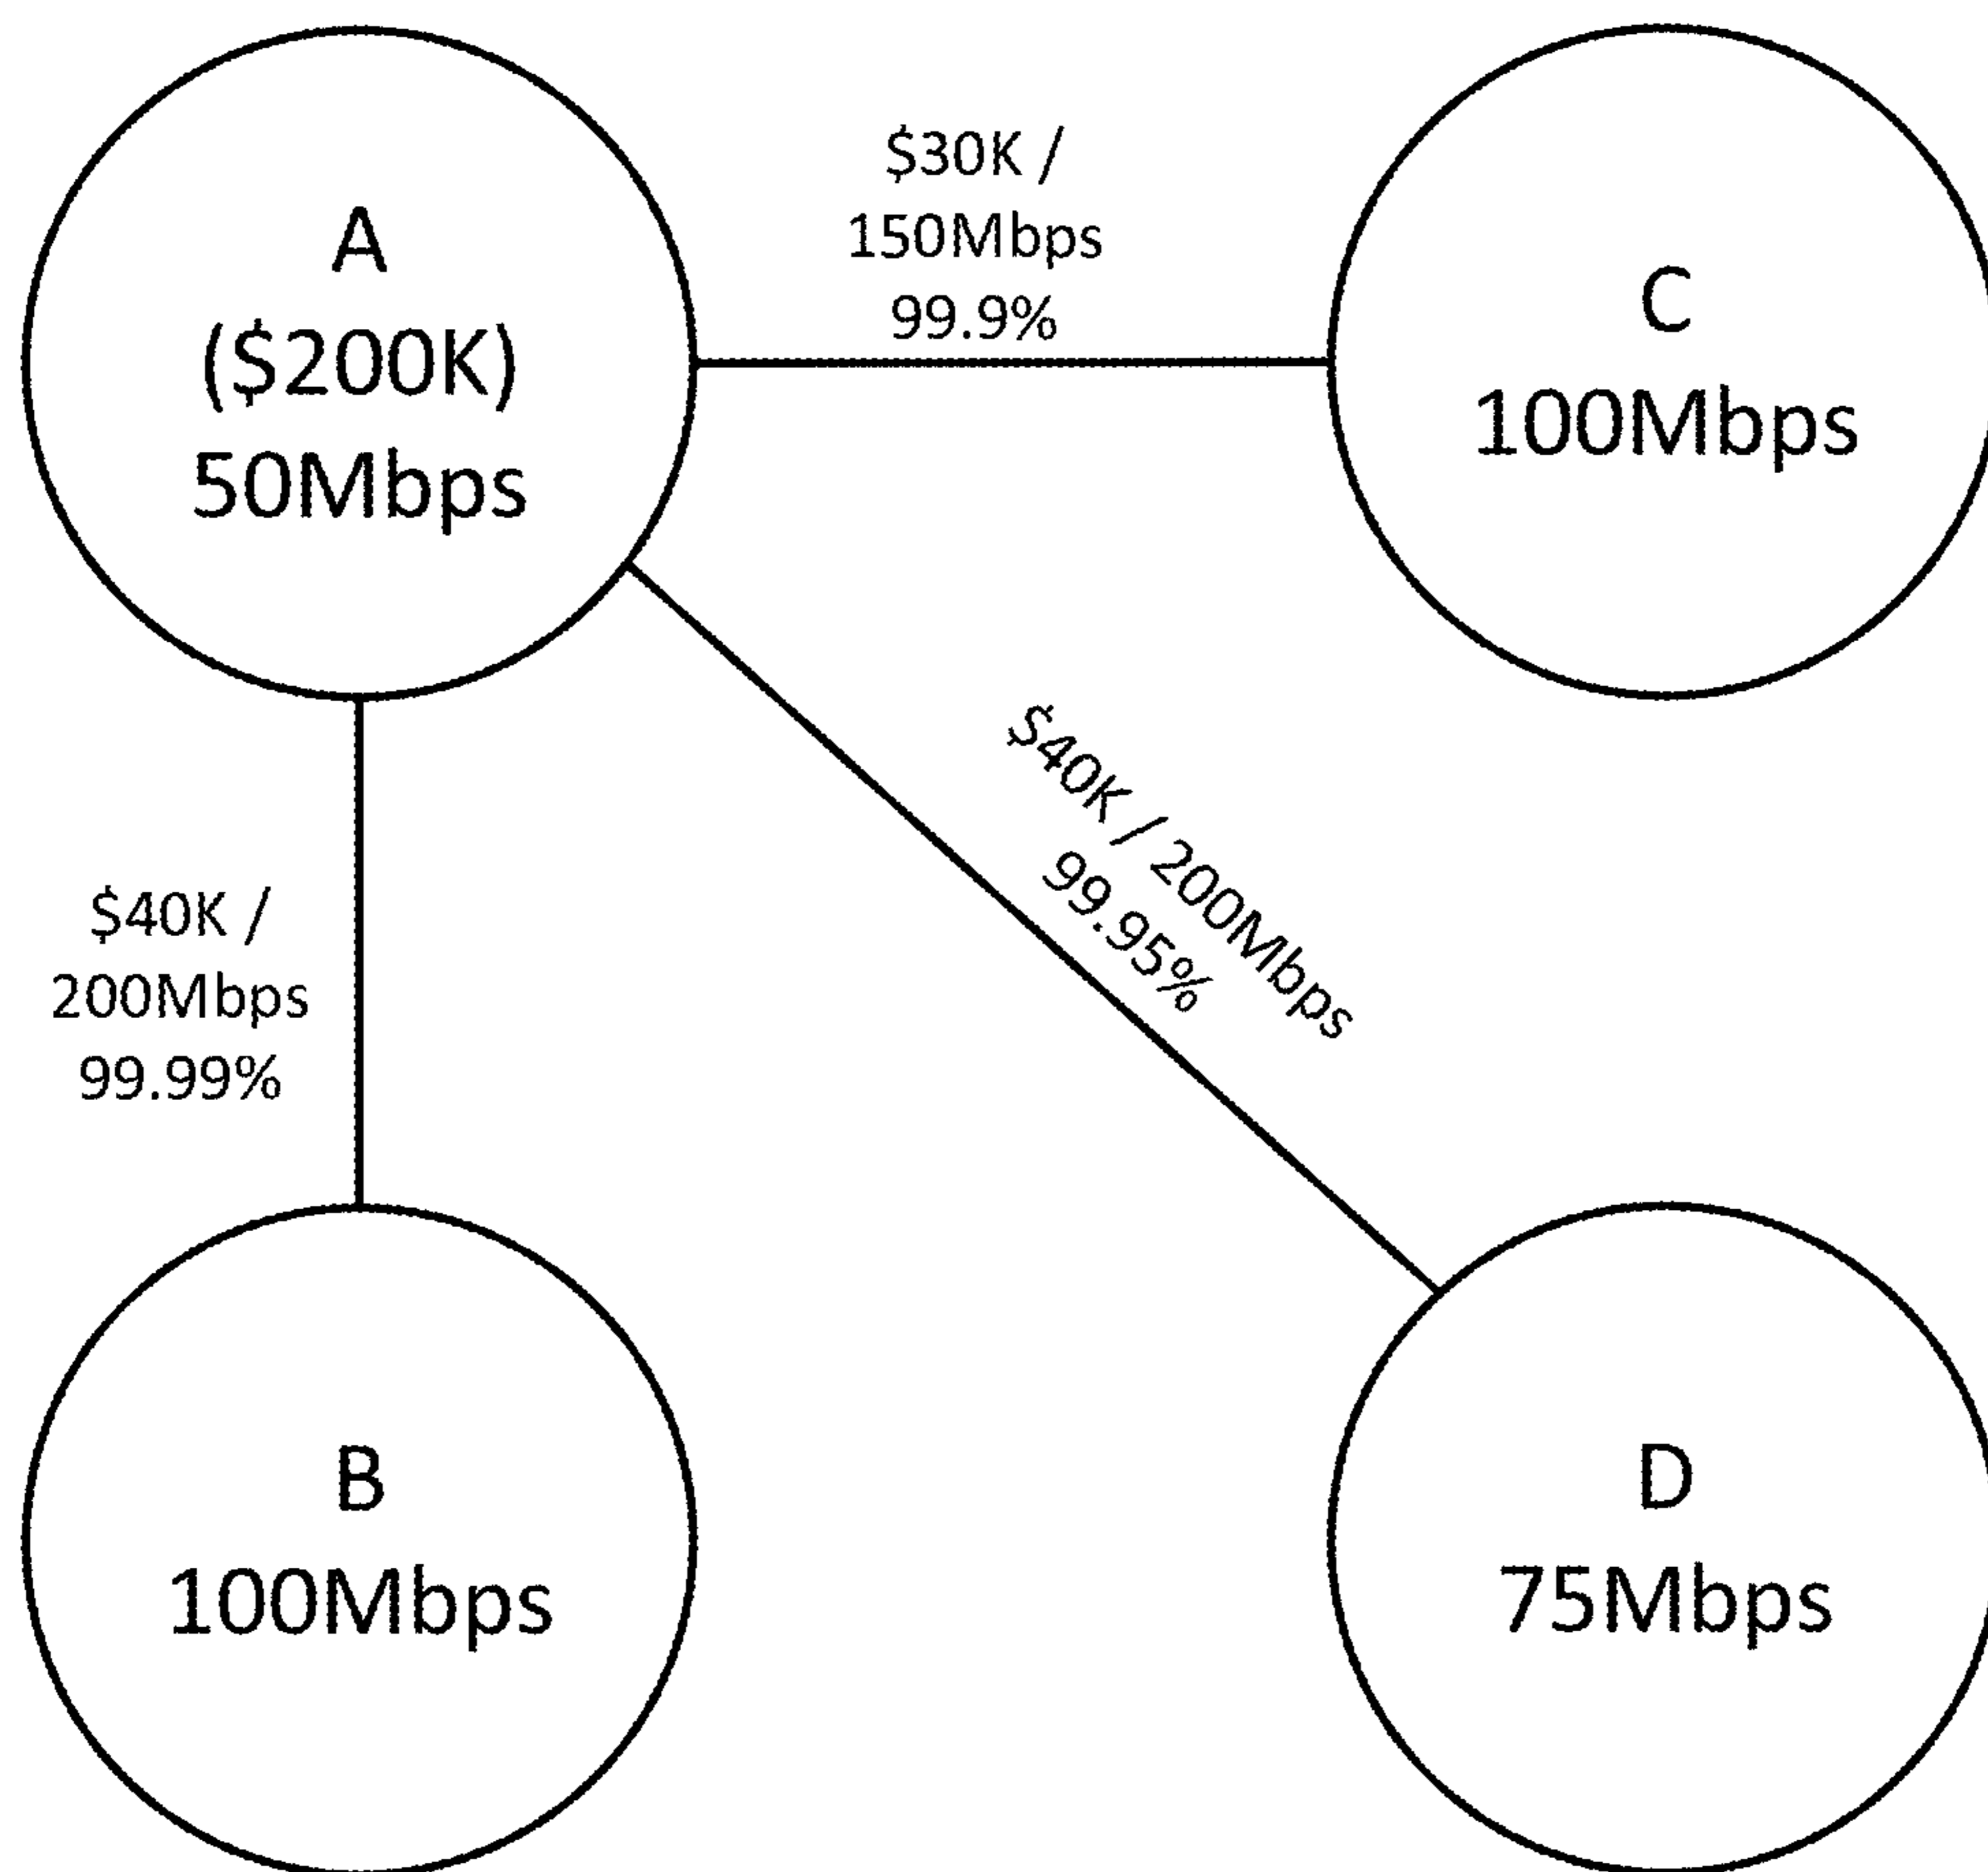 A
($200K)
50Mbps
$30K /
150Mbps
99.9%
C
100Mbps
$40K / 200Mbps
99.95%
$40K /
200Mbps
99.99%
B
100Mbps
D
75Mbps